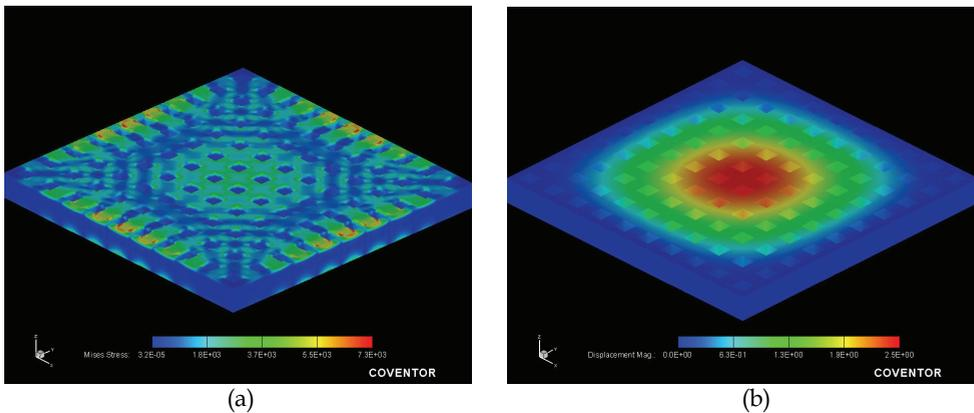 Z
Y
X
Mises Stress: 3.2E-05 1.8E+03 3.7E+03 5.5E+03 7.3E+03
COVENTOR
(a)
Z
Y
X
Displacement Mag.: 0.0E+00 6.3E-01 1.3E+00 1.9E+00 2.5E+00
COVENTOR
(b)